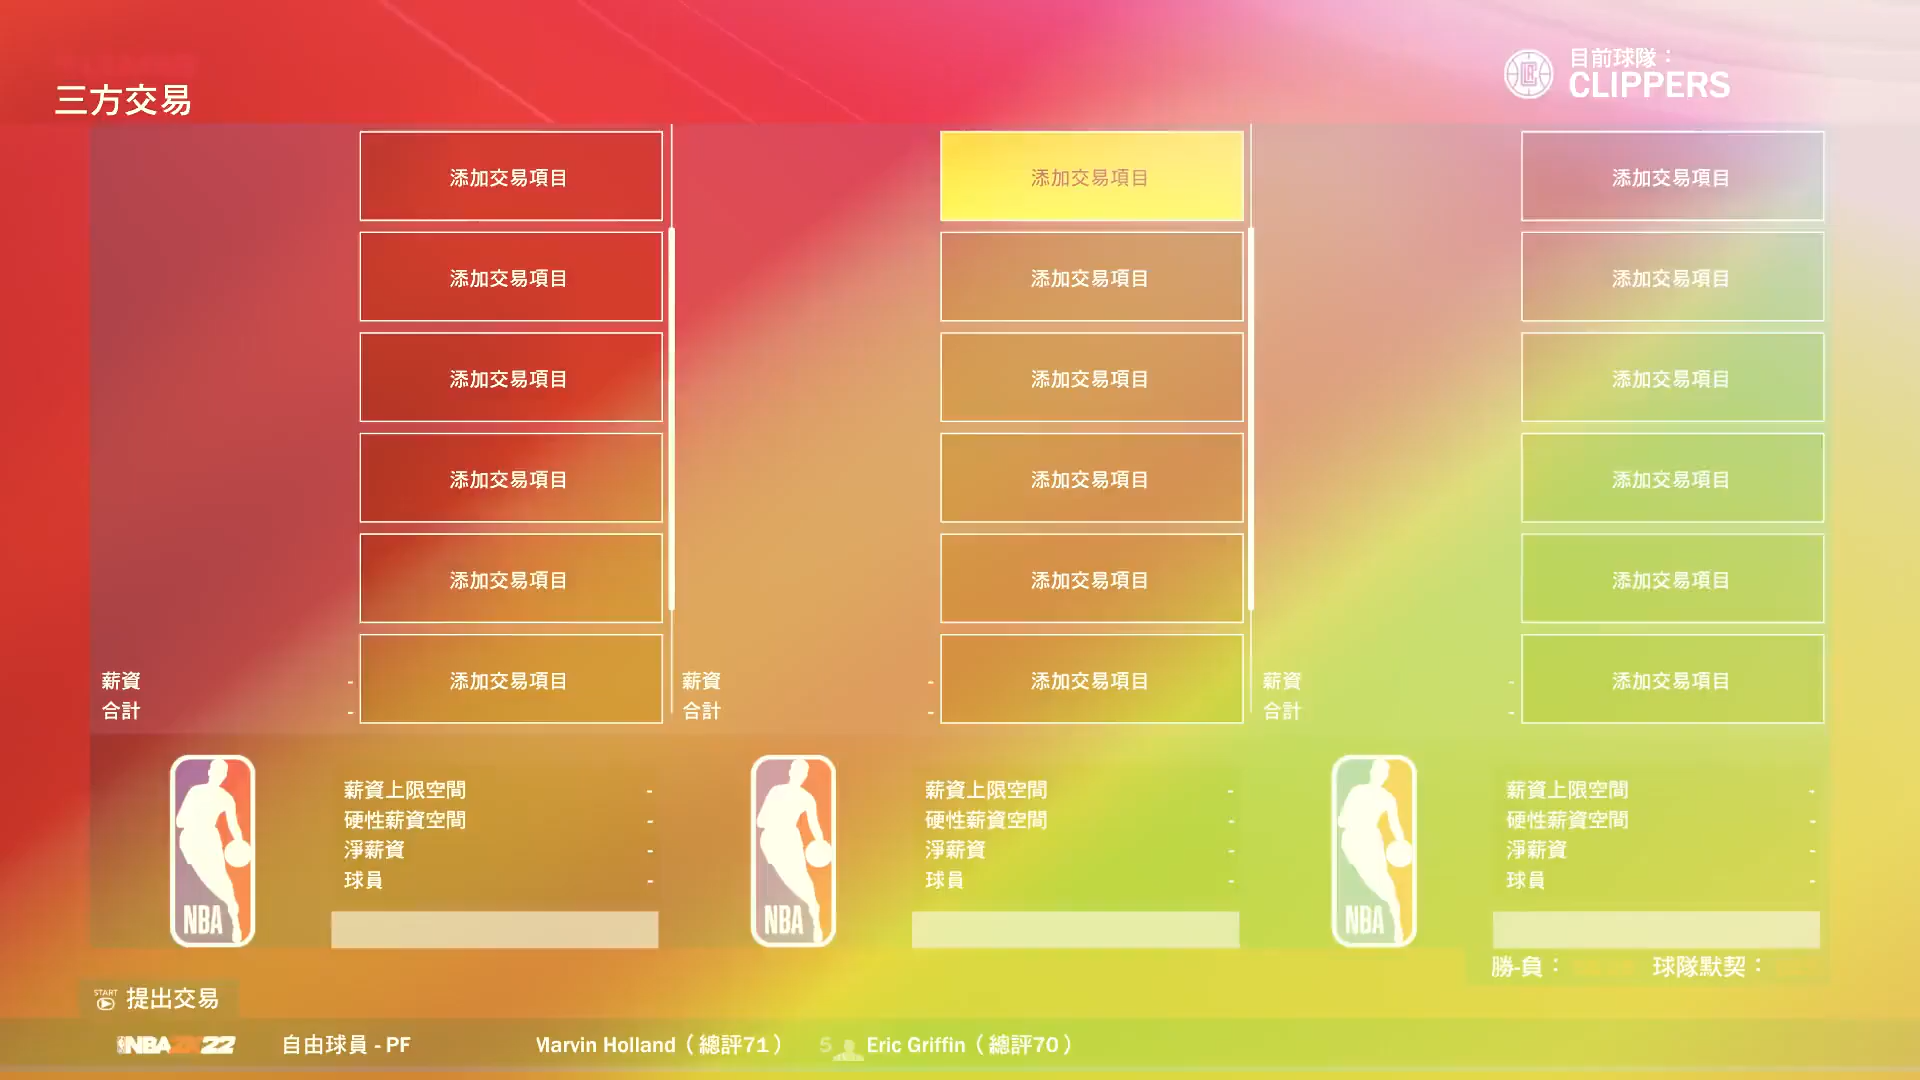 三方交易
目前球隊：
CLIPPERS
添加交易項目
添加交易項目
添加交易項目
添加交易項目
添加交易項目
添加交易項目
薪資 -
合計 -
添加交易項目
添加交易項目
添加交易項目
添加交易項目
添加交易項目
添加交易項目
薪資 -
合計 -
添加交易項目
添加交易項目
添加交易項目
添加交易項目
添加交易項目
添加交易項目
薪資 -
合計 -
NBA
薪資上限空間 -
硬性薪資空間 -
淨薪資 -
球員 -
NBA
薪資上限空間 -
硬性薪資空間 -
淨薪資 -
球員 -
NBA
薪資上限空間 -
硬性薪資空間 -
淨薪資 -
球員 -
勝-負： 球隊默契：
START 提出交易
NBA 2K22 自由球員 - PF Marvin Holland（總評71） 5 Eric Griffin（總評70）